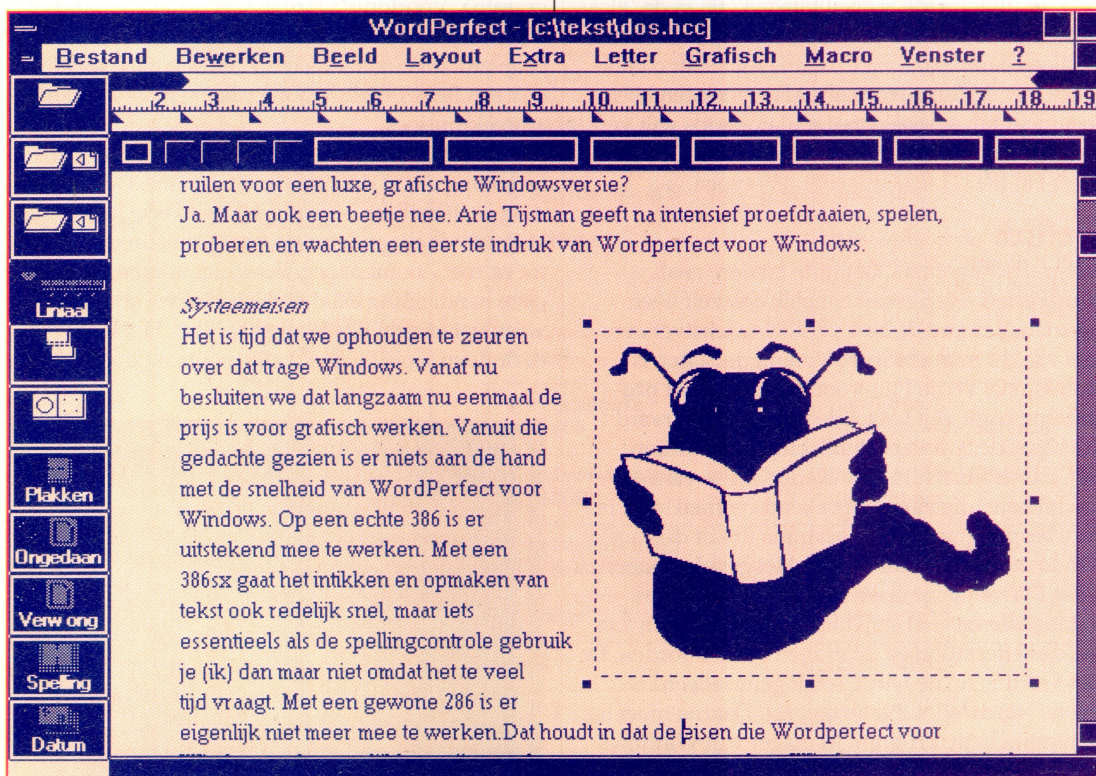 WordPerfect - [c:\tekst\dos.hcc]
Bestand Bewerken Beeld Layout Extra Letter Grafisch Macro Venster ?
2 3 4 5 6 7 8 9 10 11 12 13 14 15 16 17 18 19
Liniaal
Plakken
Ongedaan
Verw ong
Spelling
Datum
ruilen voor een luxe, grafische Windowsversie?
Ja. Maar ook een beetje nee. Arie Tijsman geeft na intensief proefdraaien, spelen,
proberen en wachten een eerste indruk van Wordperfect voor Windows.
Systeemeisen
Het is tijd dat we ophouden te zeuren
over dat trage Windows. Vanaf nu
besluiten we dat langzaam nu eenmaal de
prijs is voor grafisch werken. Vanuit die
gedachte gezien is er niets aan de hand
met de snelheid van WordPerfect voor
Windows. Op een echte 386 is er
uitstekend mee te werken. Met een
386sx gaat het intikken en opmaken van
tekst ook redelijk snel, maar iets
essentieels als de spellingcontrole gebruik
je (ik) dan maar niet omdat het te veel
tijd vraagt. Met een gewone 286 is er
eigenlijk niet meer mee te werken.Dat houdt in dat de eisen die Wordperfect voor